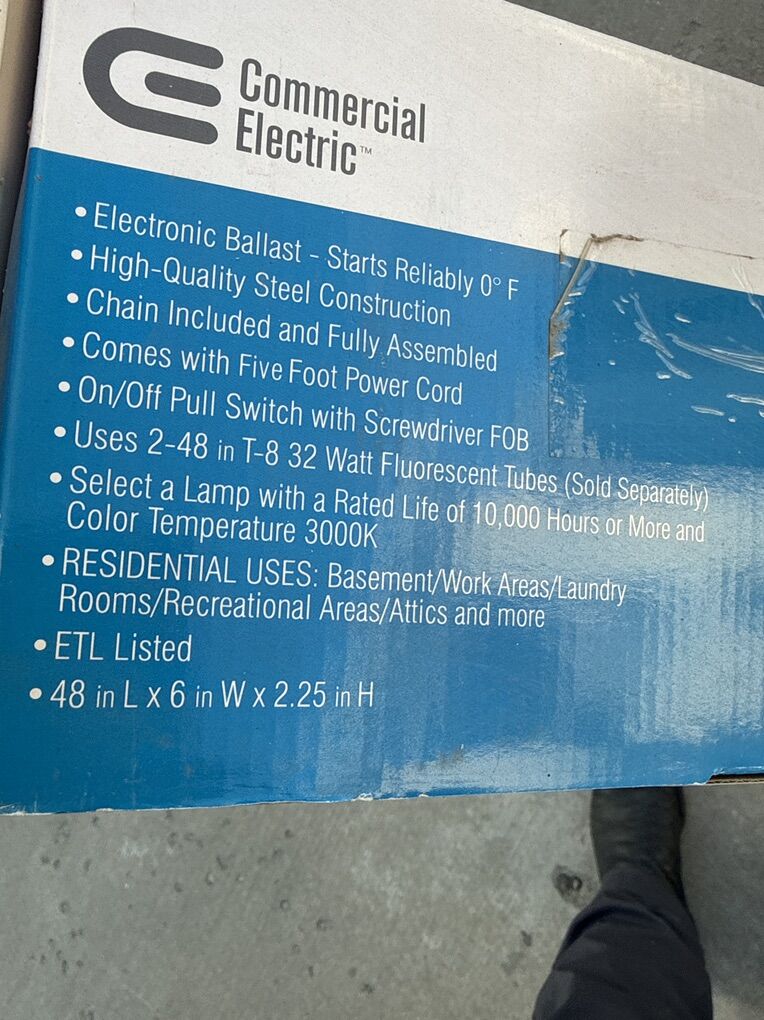 Commercial
Electric™
• Electronic Ballast - Starts Reliably 0° F
• High-Quality Steel Construction
• Chain Included and Fully Assembled
• Comes with Five Foot Power Cord
• On/Off Pull Switch with Screwdriver FOB
• Uses 2-48 in T-8 32 Watt Fluorescent Tubes (Sold Separately)
• Select a Lamp with a Rated Life of 10,000 Hours or More and
Color Temperature 3000K
• RESIDENTIAL USES: Basement/Work Areas/Laundry
Rooms/Recreational Areas/Attics and more
• ETL Listed
• 48 in L x 6 in W x 2.25 in H